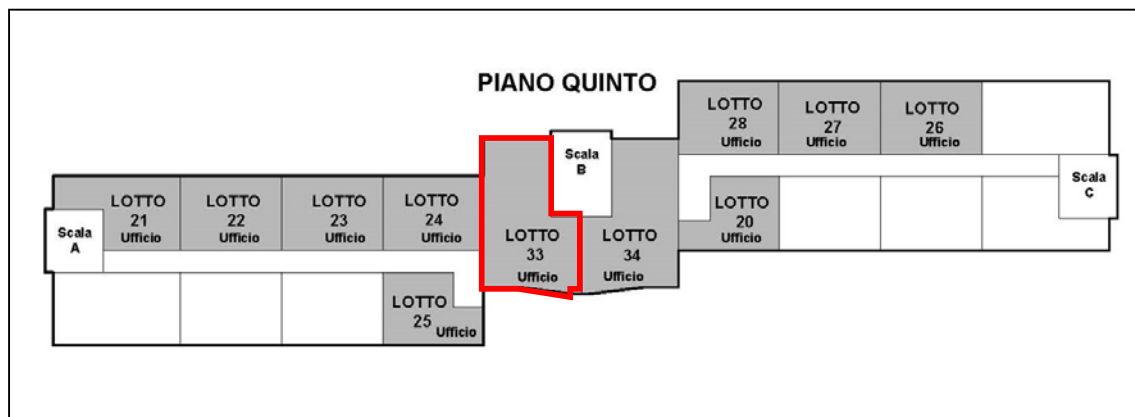 PIANO QUINTO
LOTTO
28
Ufficio
LOTTO
27
Ufficio
LOTTO
26
Ufficio
Scala
B
Scala
C
LOTTO
21
Ufficio
LOTTO
22
Ufficio
LOTTO
23
Ufficio
LOTTO
24
Ufficio
LOTTO
20
Ufficio
Scala
A
LOTTO
33
Ufficio
LOTTO
34
Ufficio
LOTTO
25
Ufficio